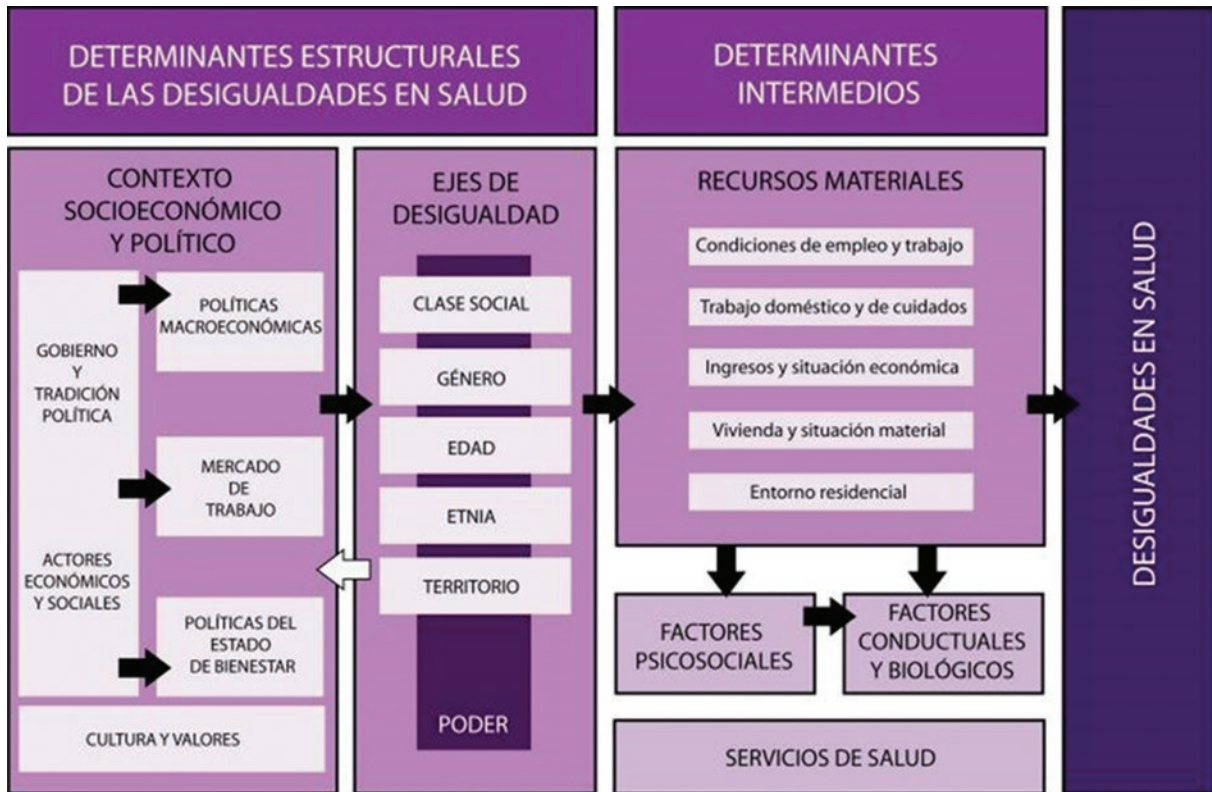 DETERMINANTES ESTRUCTURALES
DE LAS DESIGUALDADES EN SALUD
DETERMINANTES
INTERMEDIOS
CONTEXTO
SOCIOECONÓMICO
Y POLÍTICO
GOBIERNO
Y
TRADICIÓN
POLÍTICA
ACTORES
ECONÓMICOS
Y SOCIALES
POLÍTICAS
MACROECONÓMICAS
MERCADO
DE
TRABAJO
POLÍTICAS DEL
ESTADO
DE BIENESTAR
CULTURA Y VALORES
EJES DE
DESIGUALDAD
CLASE SOCIAL
GÉNERO
EDAD
ETNIA
TERRITORIO
PODER
RECURSOS MATERIALES
Condiciones de empleo y trabajo
Trabajo doméstico y de cuidados
Ingresos y situación económica
Vivienda y situación material
Entorno residencial
FACTORES
PSICOSOCIALES
FACTORES
CONDUCTUALES
Y BIOLÓGICOS
SERVICIOS DE SALUD
DESIGUALDADES EN SALUD